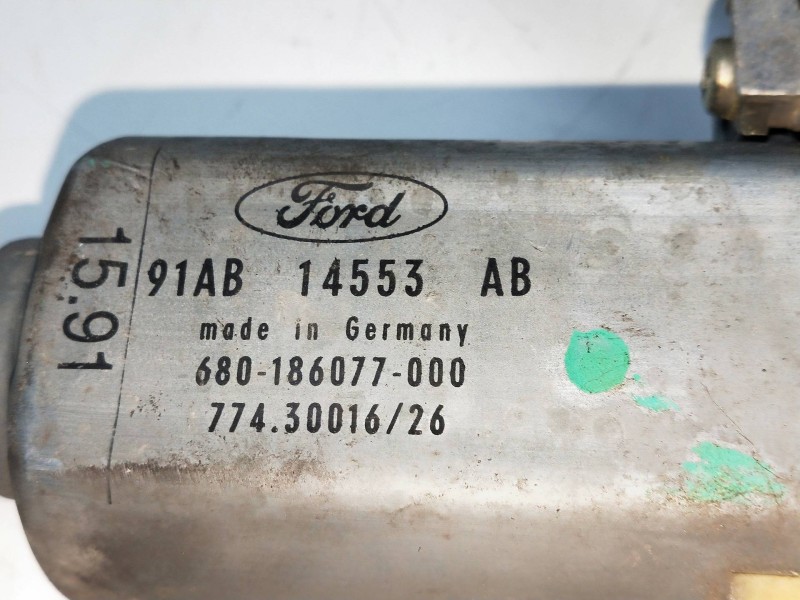 Ford
91AB 14553 AB
made in Germany
680-186077-000
774.30016/26
15.91